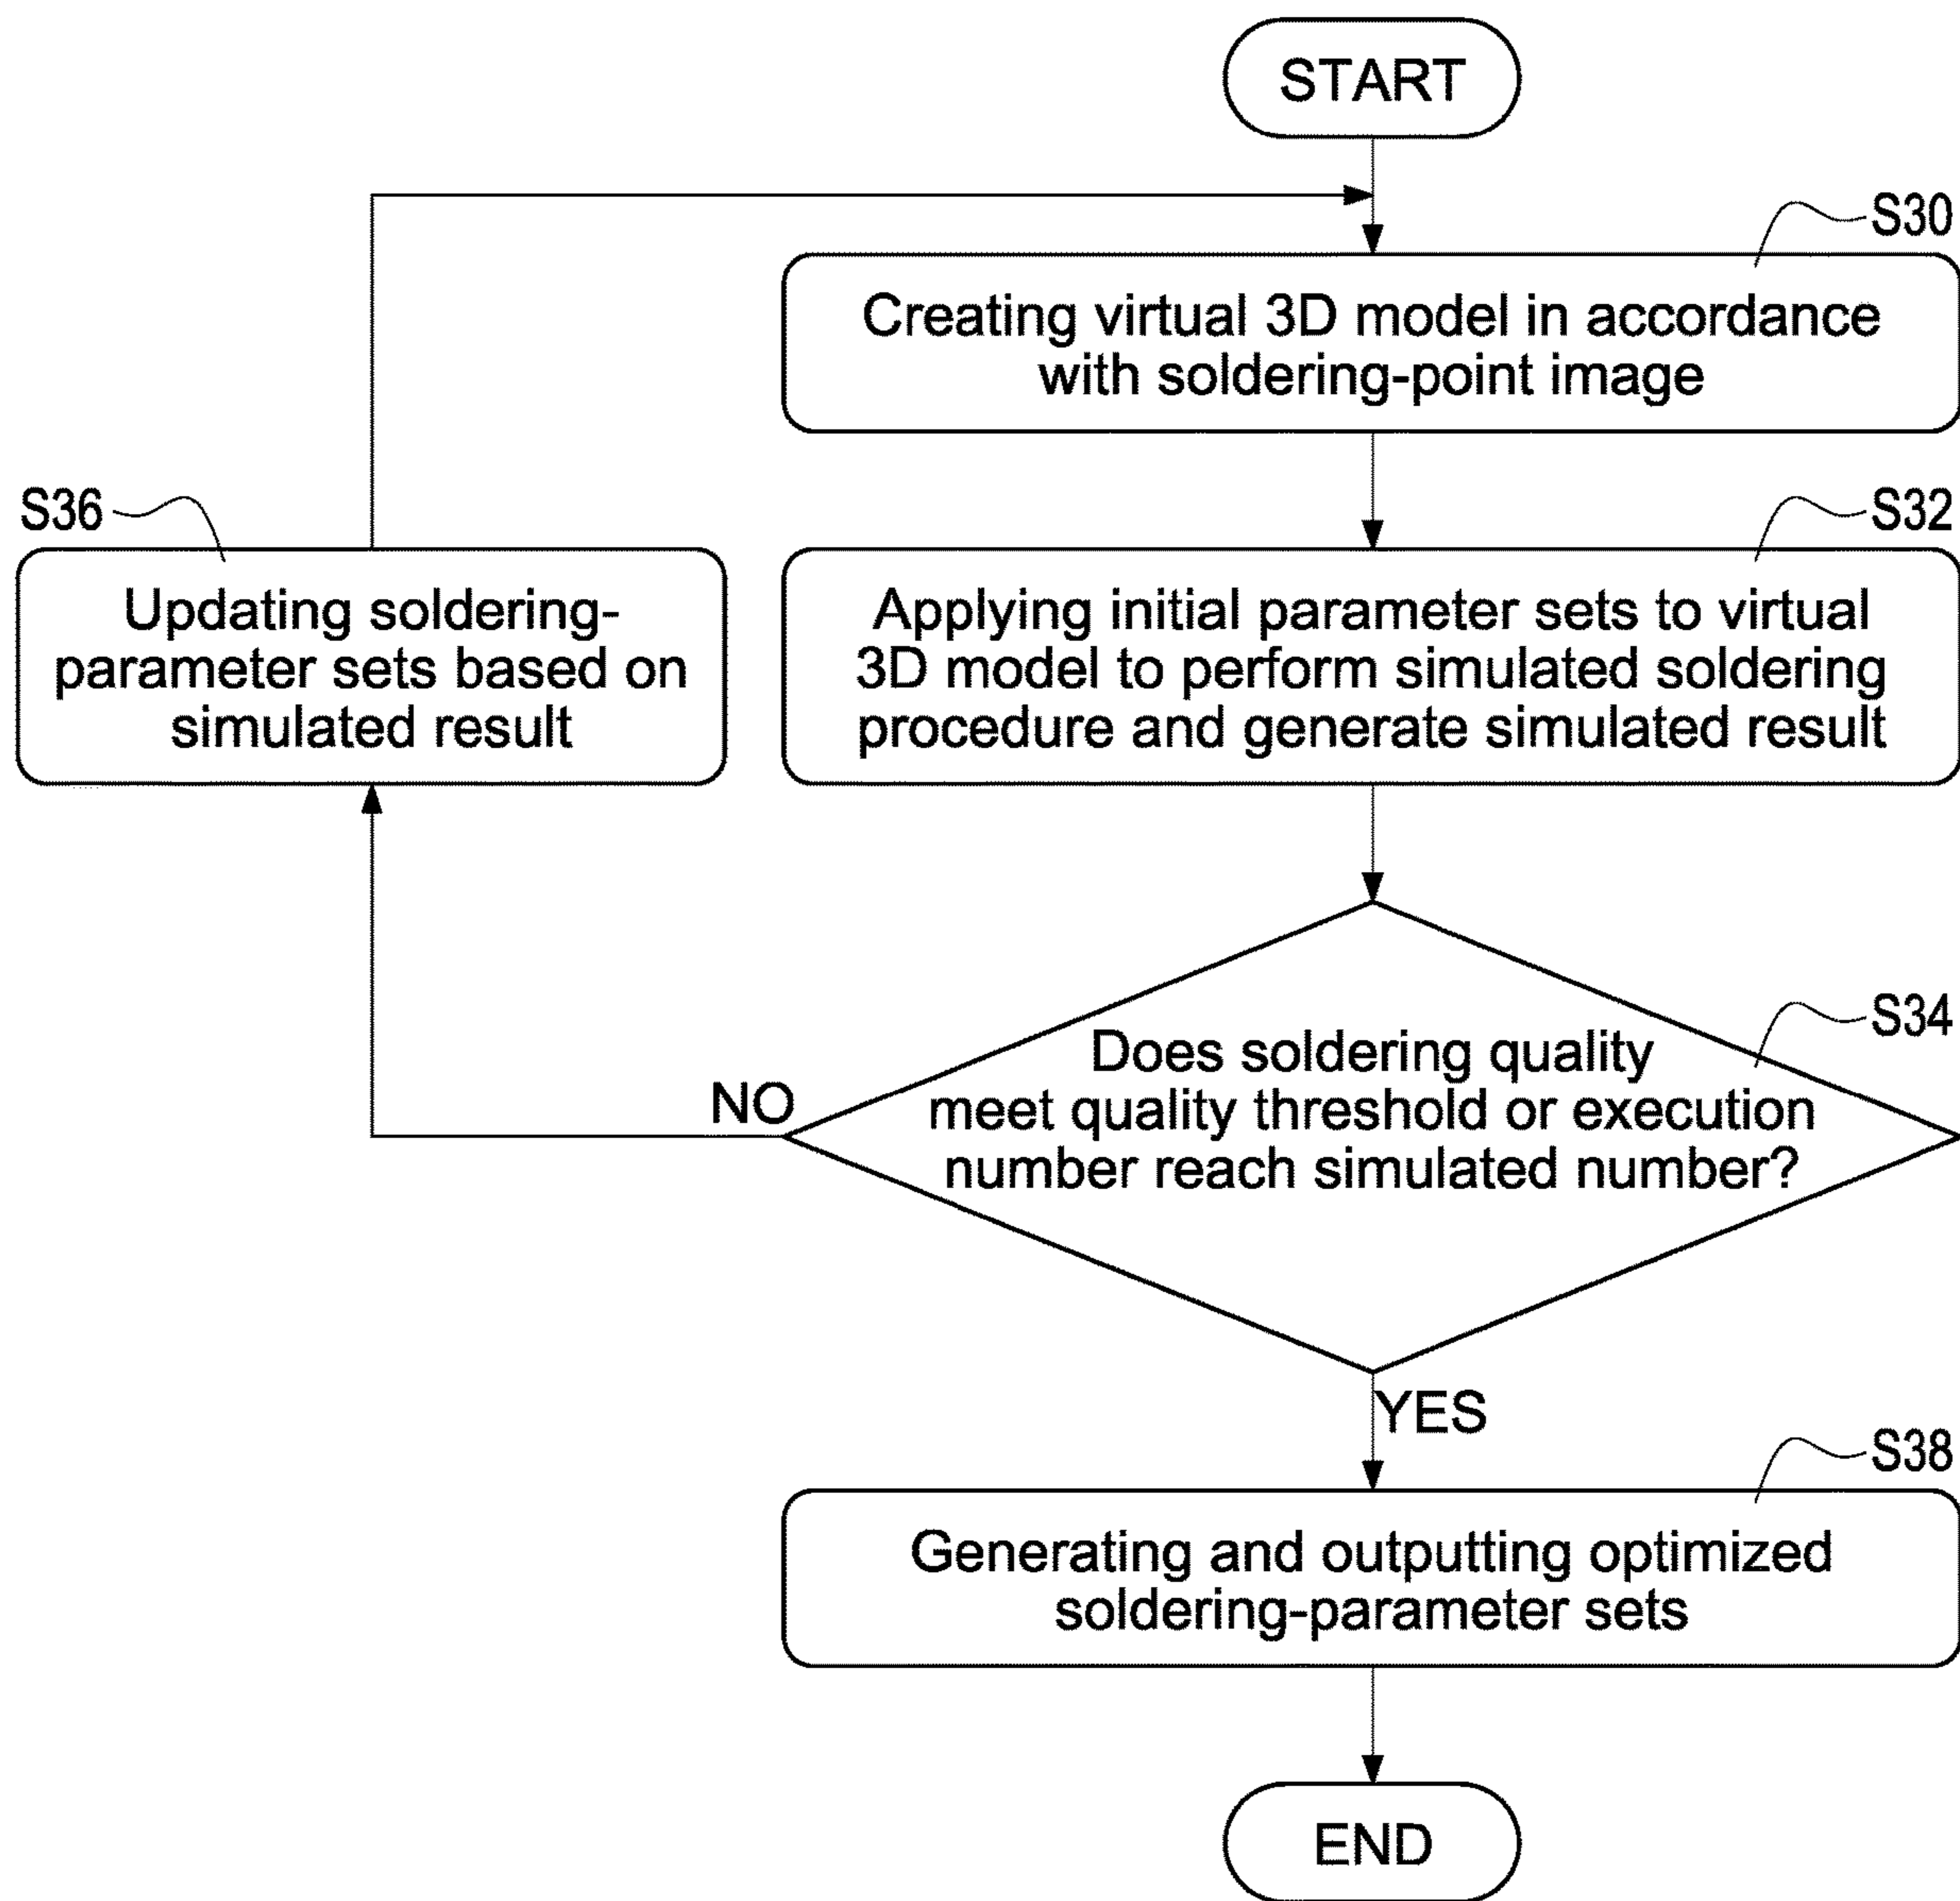 START
S30
Creating virtual 3D model in accordance
with soldering-point image
S36
Updating soldering-
parameter sets based on
simulated result
S32
Applying initial parameter sets to virtual
3D model to perform simulated soldering
procedure and generate simulated result
S34
Does soldering quality
meet quality threshold or execution
number reach simulated number?
NO
YES
S38
Generating and outputting optimized
soldering-parameter sets
END